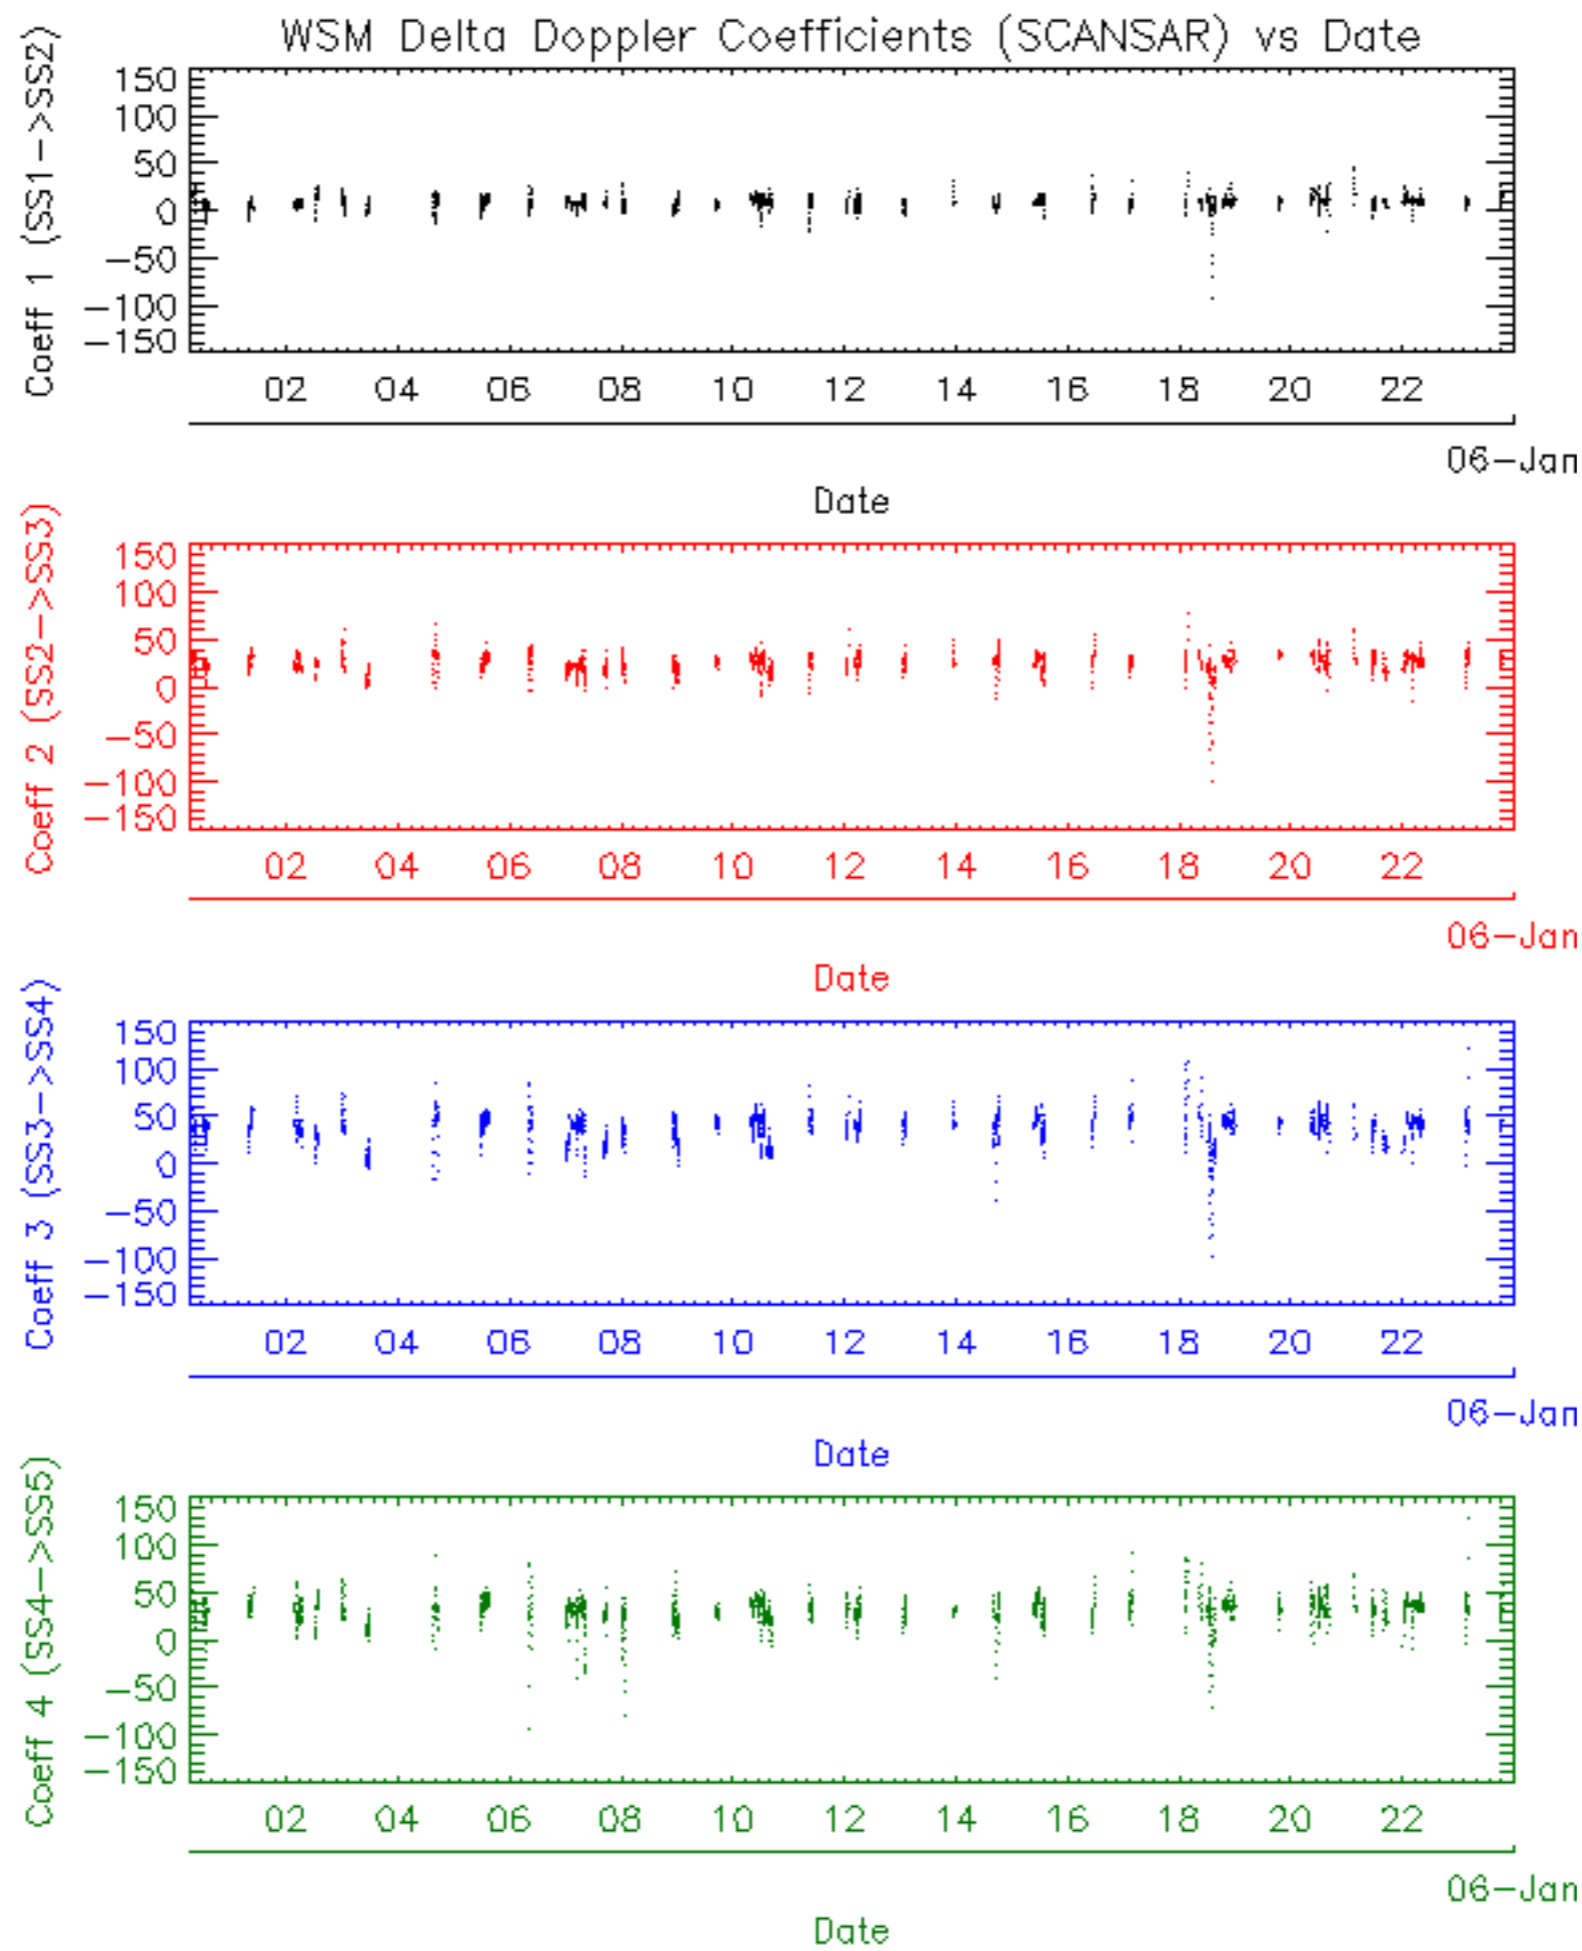 WSM Delta Doppler Coefficients (SCANSAR) vs Date
Coeff 1 (SS1->SS2)
150
100
50
0
-50
-100
-150
02 04 06 08 10 12 14 16 18 20 22
06-Jan
Date
Coeff 2 (SS2->SS3)
150
100
50
0
-50
-100
-150
02 04 06 08 10 12 14 16 18 20 22
06-Jan
Date
Coeff 3 (SS3->SS4)
150
100
50
0
-50
-100
-150
02 04 06 08 10 12 14 16 18 20 22
06-Jan
Date
Coeff 4 (SS4->SS5)
150
100
50
0
-50
-100
-150
02 04 06 08 10 12 14 16 18 20 22
06-Jan
Date